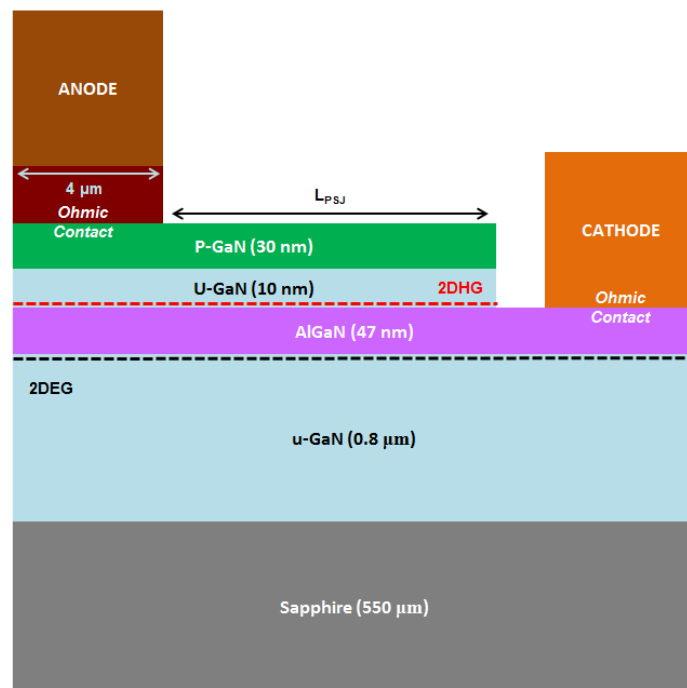 ANODE
4 µm
Ohmic
Contact
L_PSJ
P-GaN (30 nm)
CATHODE
U-GaN (10 nm)
2DHG
Ohmic
Contact
AlGaN (47 nm)
2DEG
u-GaN (0.8 µm)
Sapphire (550 µm)